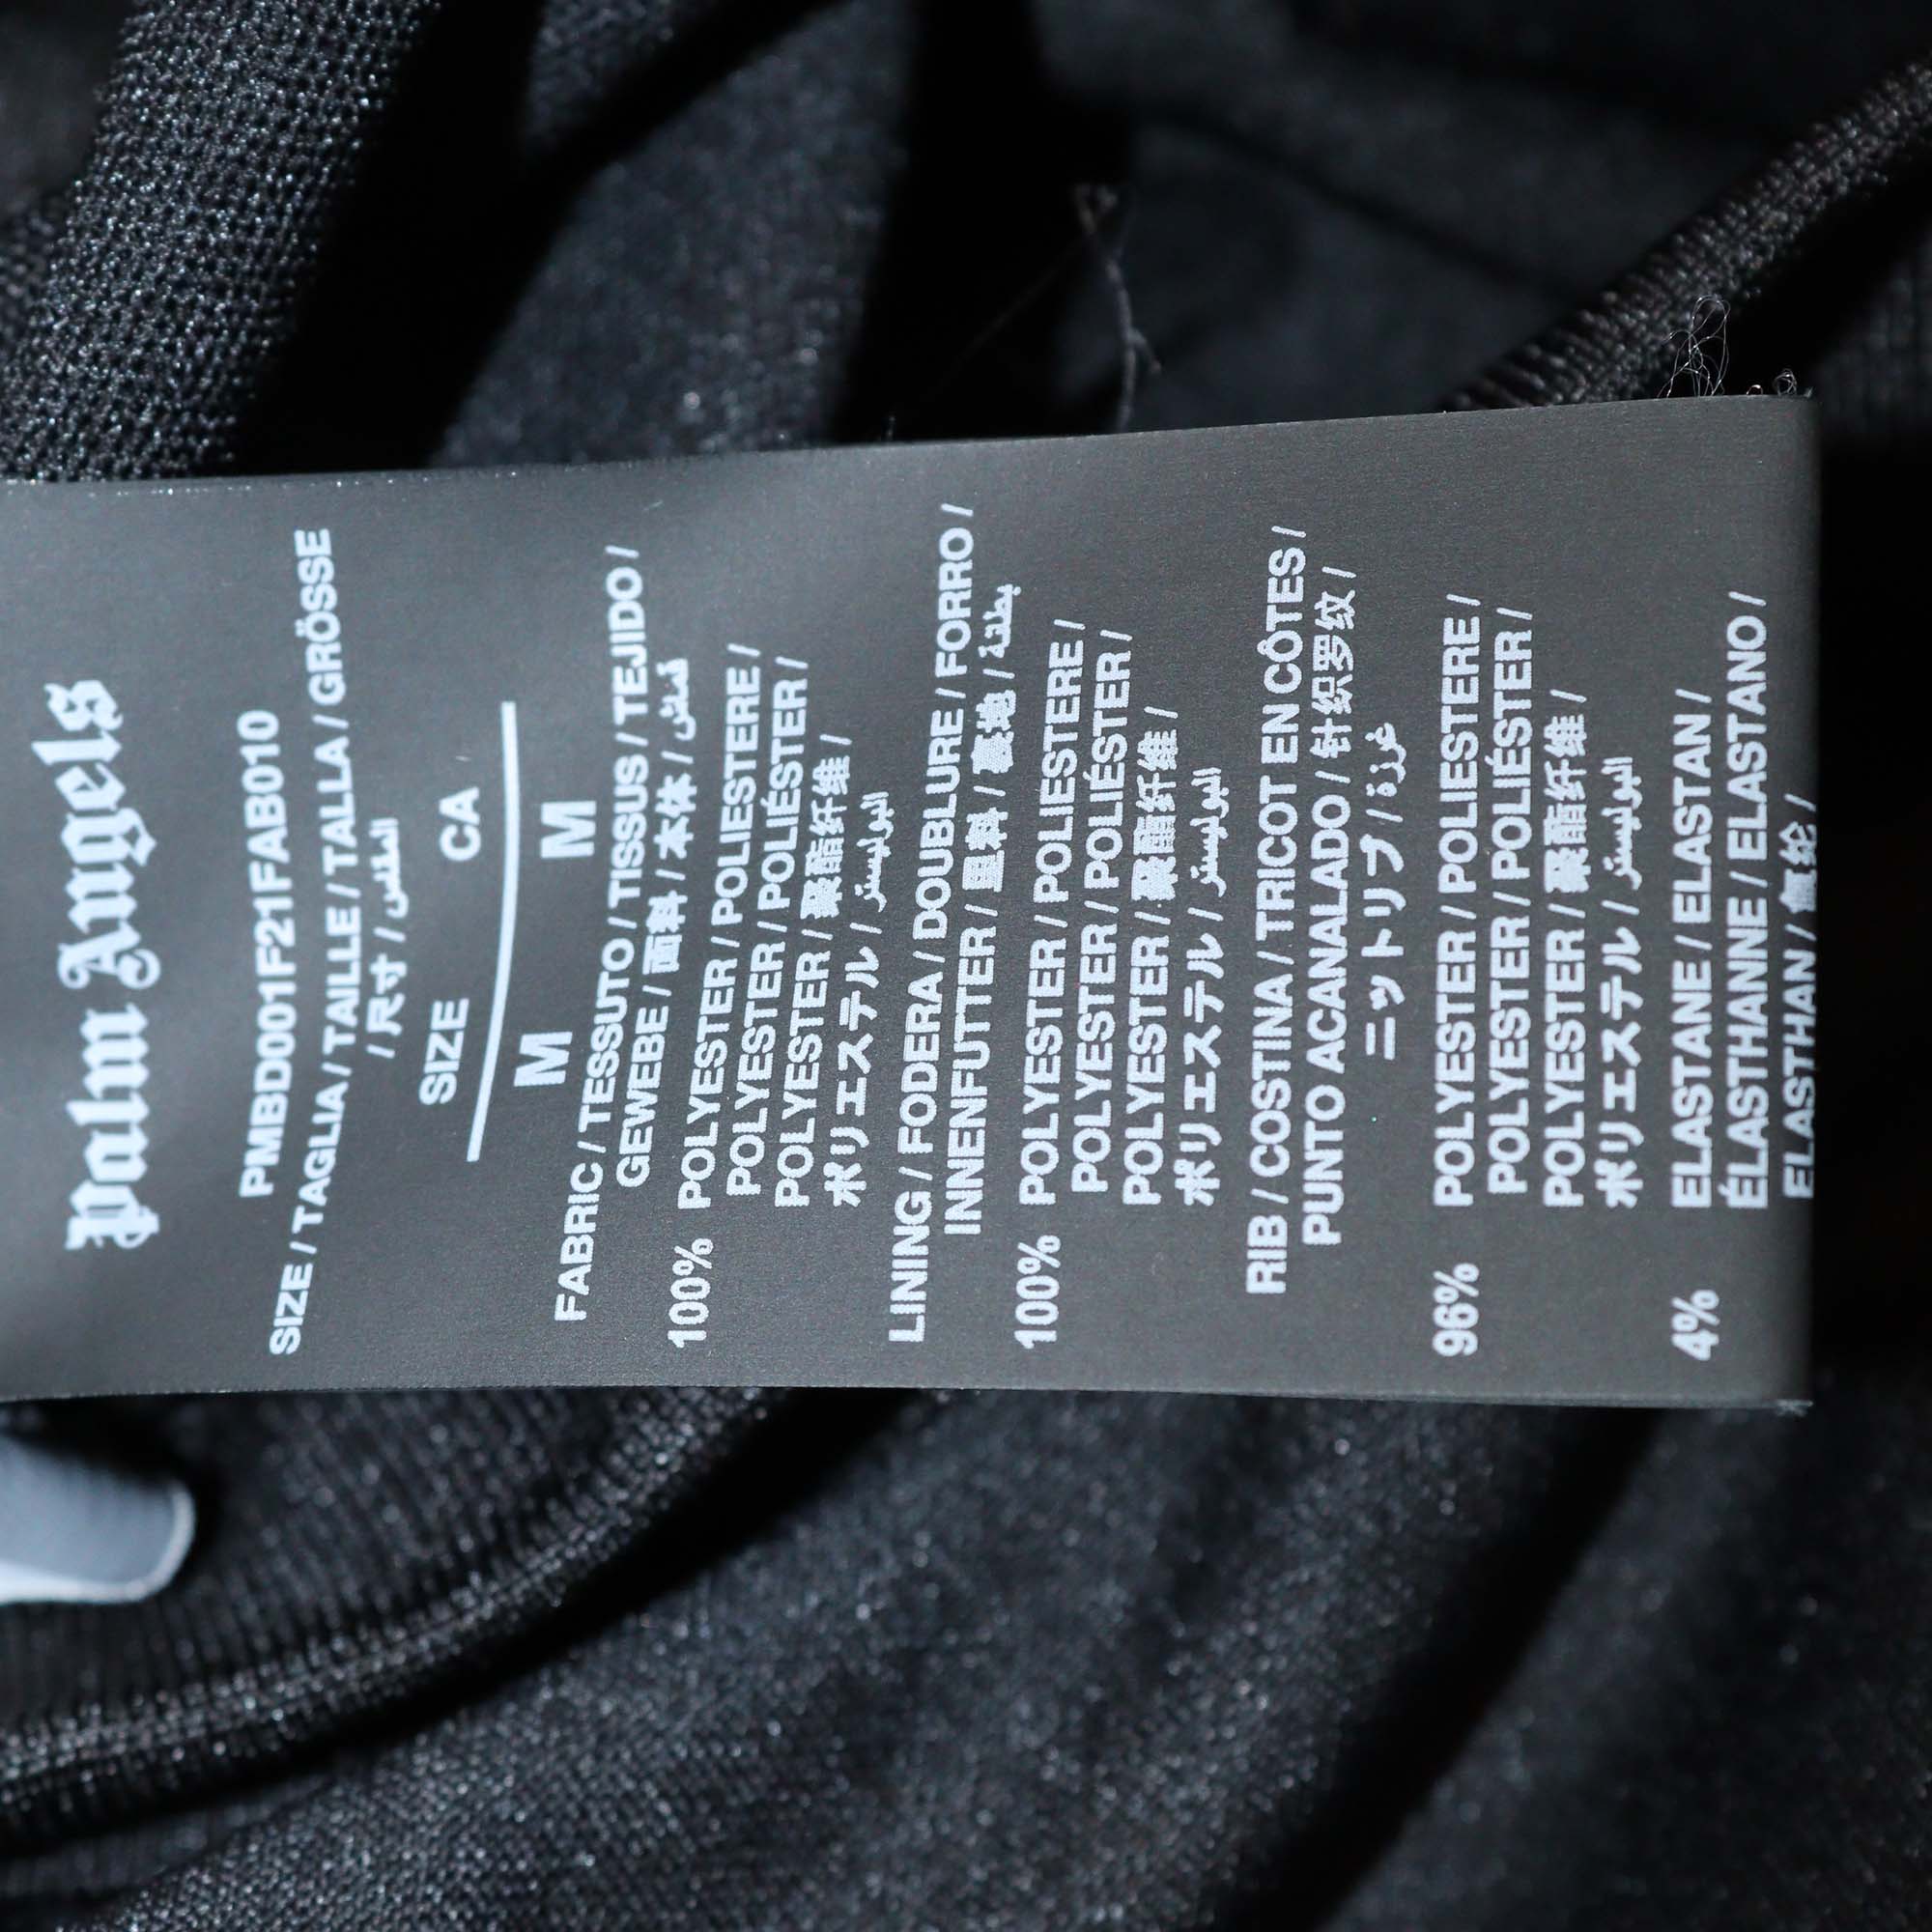 Palm Angels
PMBD001F21FAB010
SIZE / TAGLIA / TAILLE / TALLA / GRÖSSE
/ 尺寸 / المقاس
SIZE CA
M M
FABRIC / TESSUTO / TISSUS / TEJIDO /
GEWEBE / 面料 / 本体 / قماش
100% POLYESTER / POLIESTERE /
POLYESTER / POLIÉSTER /
POLYESTER / 聚酯纤维 /
ポリエステル / البوليستر
LINING / FODERA / DOUBLURE / FORRO /
INNENFUTTER / 里料 / 裏地 / بطانة
100% POLYESTER / POLIESTERE /
POLYESTER / POLIÉSTER /
POLYESTER / 聚酯纤维 /
ポリエステル / البوليستر
RIB / COSTINA / TRICOT EN CÔTES /
PUNTO ACANALADO / 针织罗纹 /
ニットリブ / غرزة
96% POLYESTER / POLIESTERE /
POLYESTER / POLIÉSTER /
POLYESTER / 聚酯纤维 /
ポリエステル / البوليستر
4% ELASTANE / ELASTAN /
ÉLASTHANNE / ELASTANO /
ELASTHAN / 氨纶 /